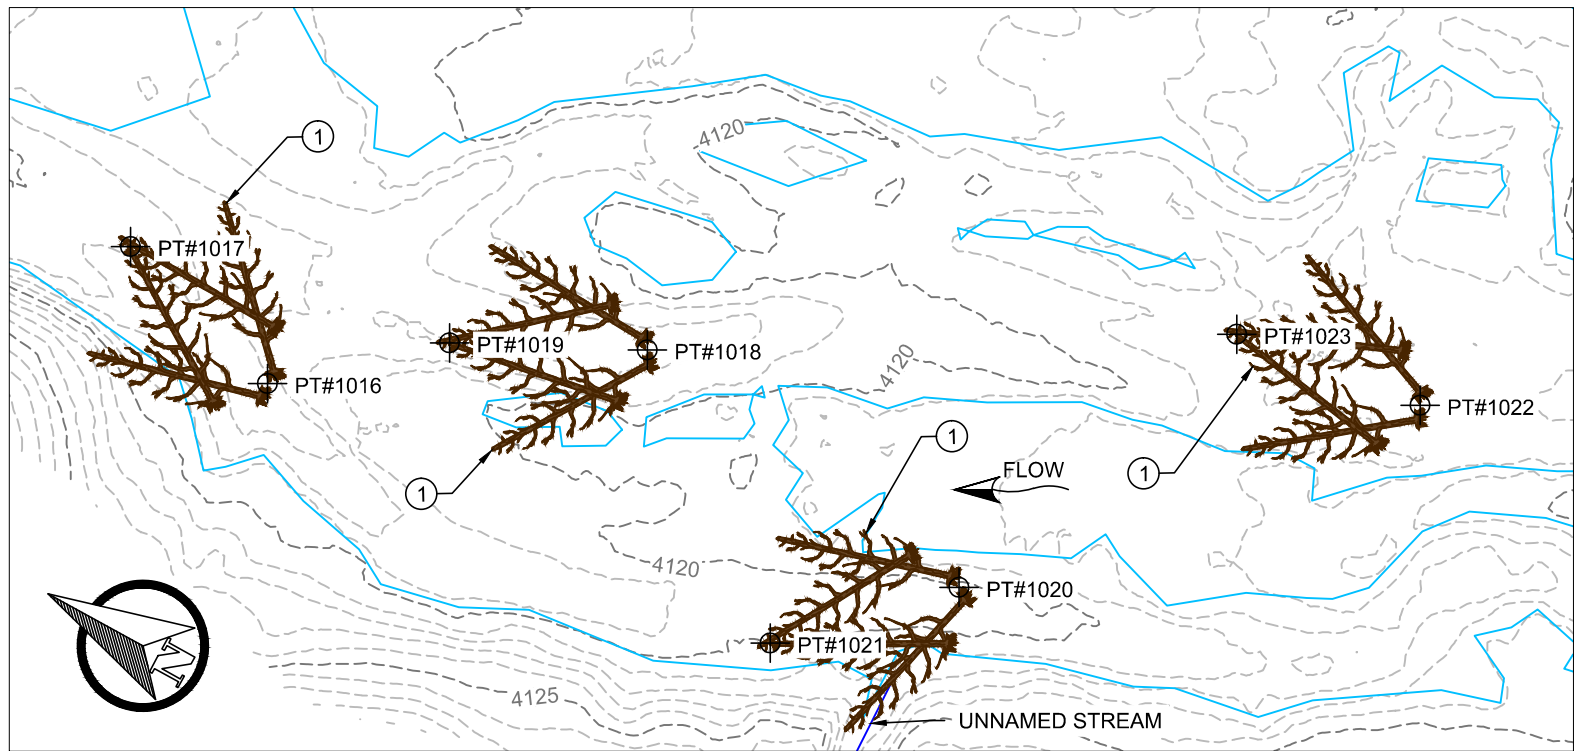 4120
1
PT#1017
PT#1023
PT#1019
PT#1018
4120
PT#1016
PT#1022
1
FLOW
1
1
4120
PT#1020
PT#1021
N
4125
UNNAMED STREAM